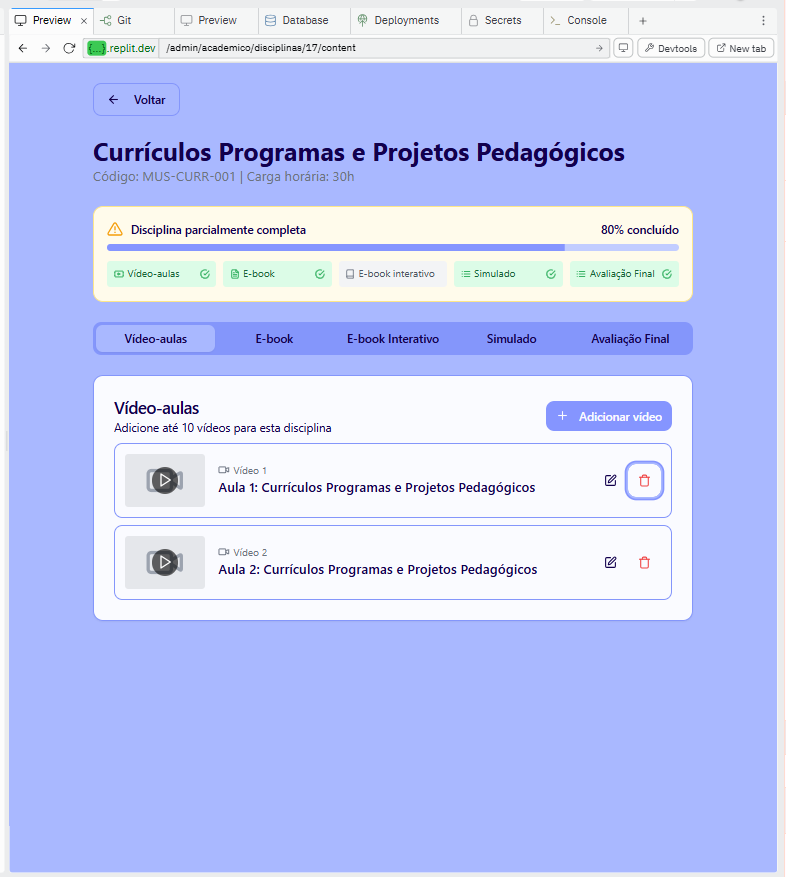 Preview Git Preview Database Deployments Secrets Console
{...}.replit.dev /admin/academico/disciplinas/17/content Devtools New tab
Voltar
Currículos Programas e Projetos Pedagógicos
Código: MUS-CURR-001 | Carga horária: 30h
Disciplina parcialmente completa 80% concluído
Vídeo-aulas E-book E-book interativo Simulado Avaliação Final
Vídeo-aulas E-book E-book Interativo Simulado Avaliação Final
Vídeo-aulas
Adicione até 10 vídeos para esta disciplina
Adicionar vídeo
Vídeo 1
Aula 1: Currículos Programas e Projetos Pedagógicos
Vídeo 2
Aula 2: Currículos Programas e Projetos Pedagógicos